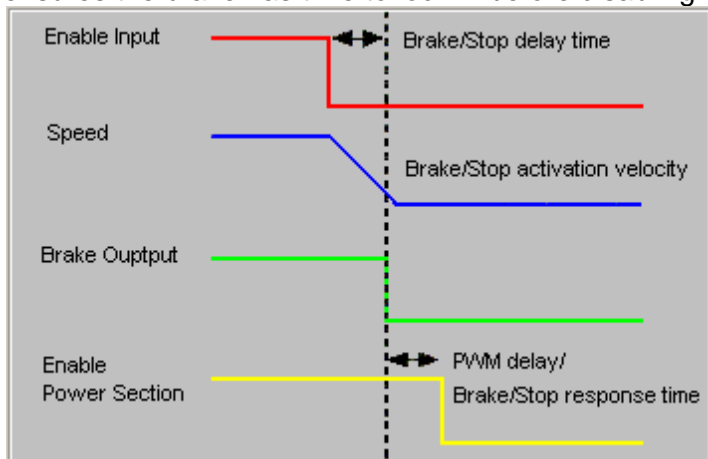 Enable Input
Brake/Stop delay time
Speed
Brake/Stop activation velocity
Brake Ouptput
Enable
Power Section
PWM delay/
Brake/Stop response time